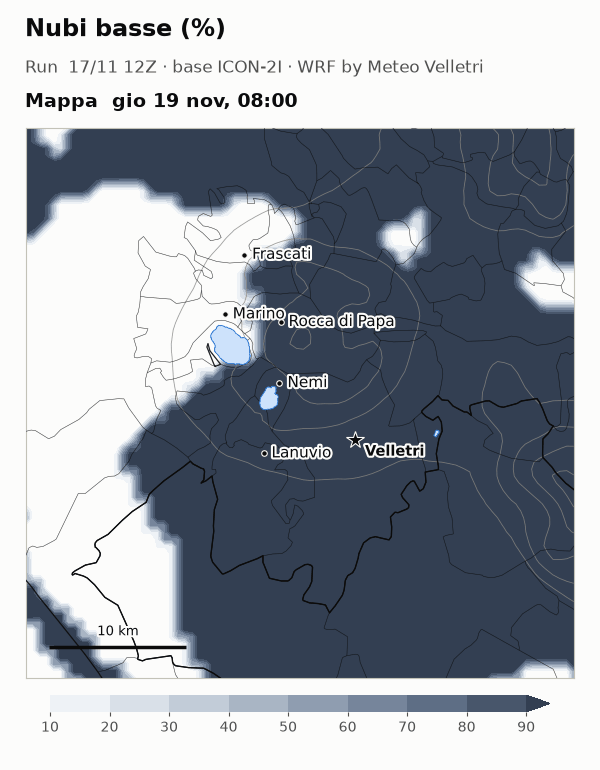 Nubi basse (%)
Run  17/11 12Z · base ICON-2I · WRF by Meteo Velletri
Mappa  gio 19 nov, 08:00
Frascati
Marino
Rocca di Papa
Nemi
Velletri
Lanuvio
10 km
10 20 30 40 50 60 70 80 90